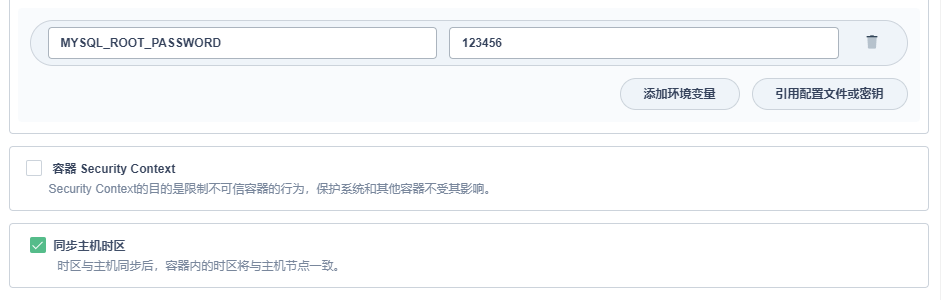 MYSQL_ROOT_PASSWORD
123456
添加环境变量
引用配置文件或密钥
容器 Security Context
Security Context的目的是限制不可信容器的行为，保护系统和其他容器不受其影响。
同步主机时区
时区与主机同步后，容器内的时区将与主机节点一致。